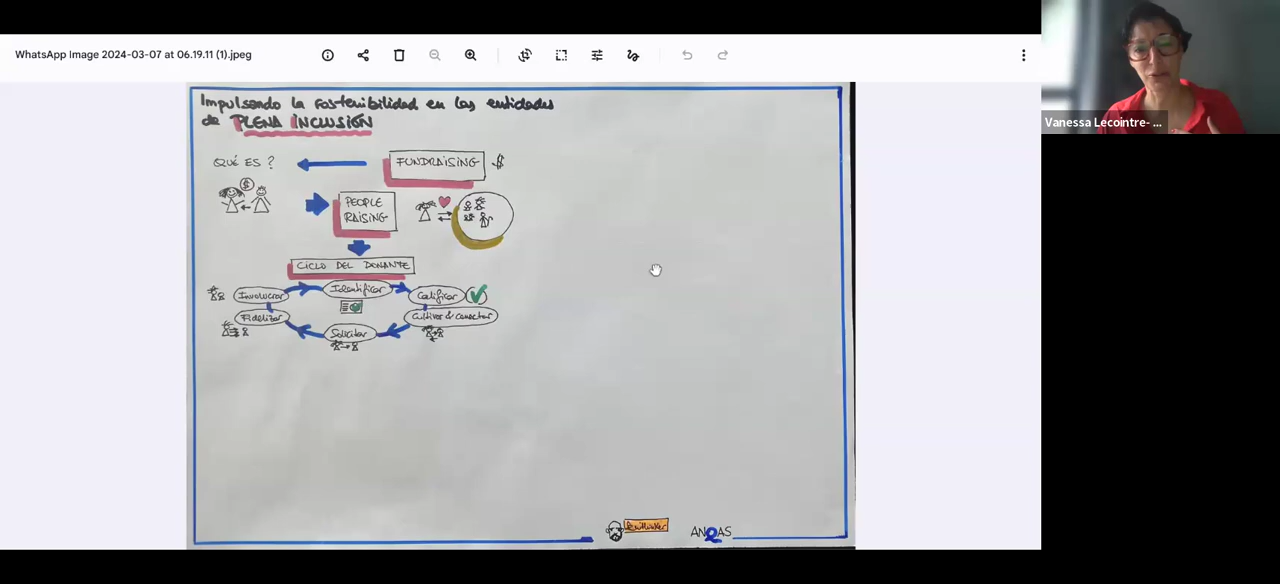 WhatsApp Image 2024-03-07 at 06.19.11 (1).jpeg
Vanessa Lecointre- ...
Impulsando la sostenibilidad en las entidades
de PLENA INCLUSIÓN
QUÉ ES?
FUNDRAISING $
$
PEOPLE
RAISING
CICLO DEL DONANTE
Involucrar
Identificar
Calificar
Fidelizar
Cultivar & conectar
Solicitar
ANQAS